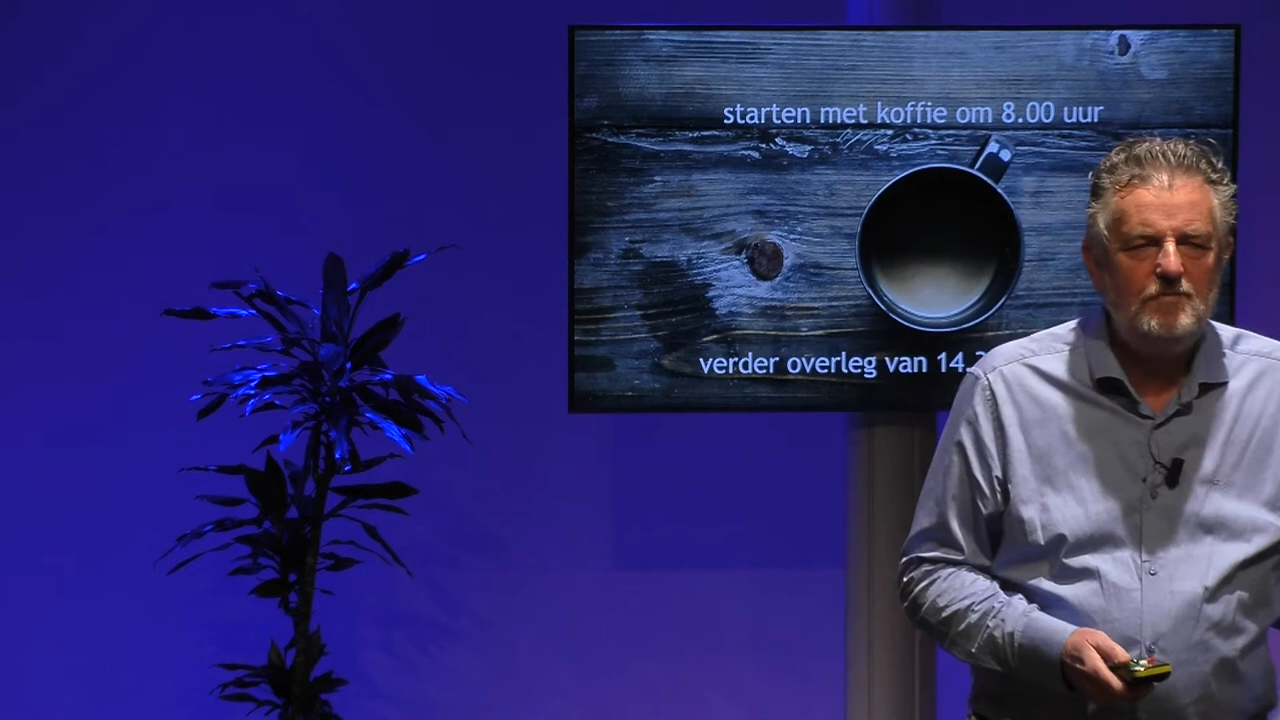 starten met koffie om 8.00 uur
verder overleg van 14.